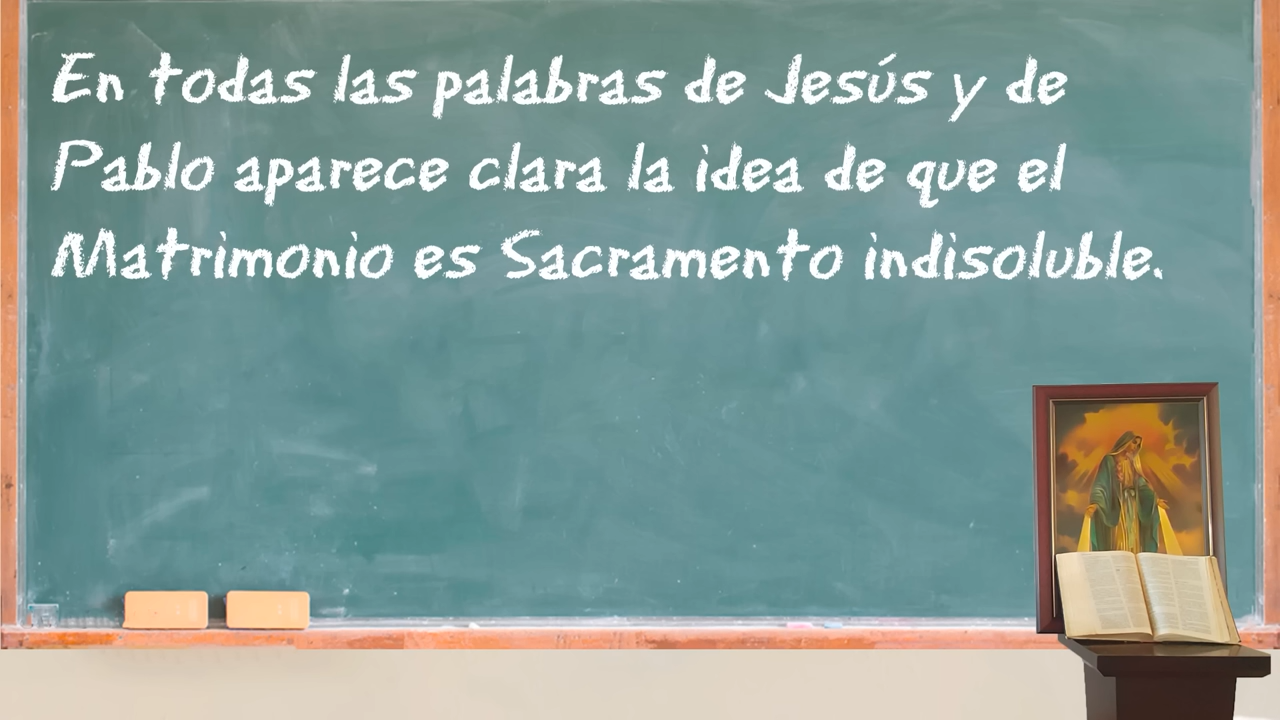 En todas las palabras de Jesús y de
Pablo aparece clara la idea de que el
Matrimonio es Sacramento indisoluble.